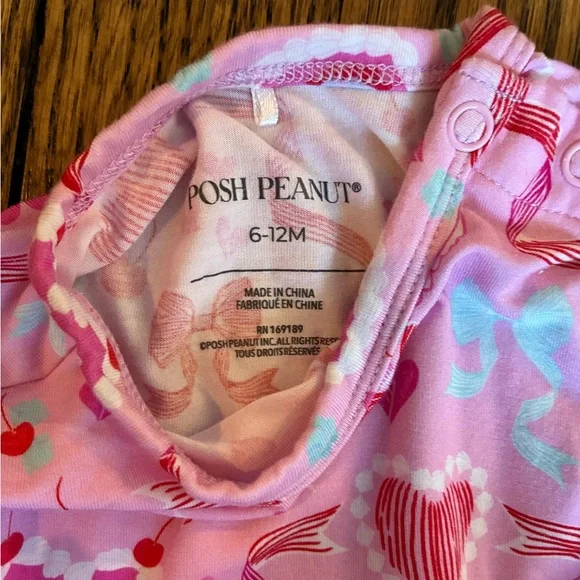 POSH PEANUT®
6-12M
MADE IN CHINA
FABRIQUÉ EN CHINE
RN 169189
©POSH PEANUT INC. ALL RIGHTS RES
TOUS DROITS RÉSERVÉS